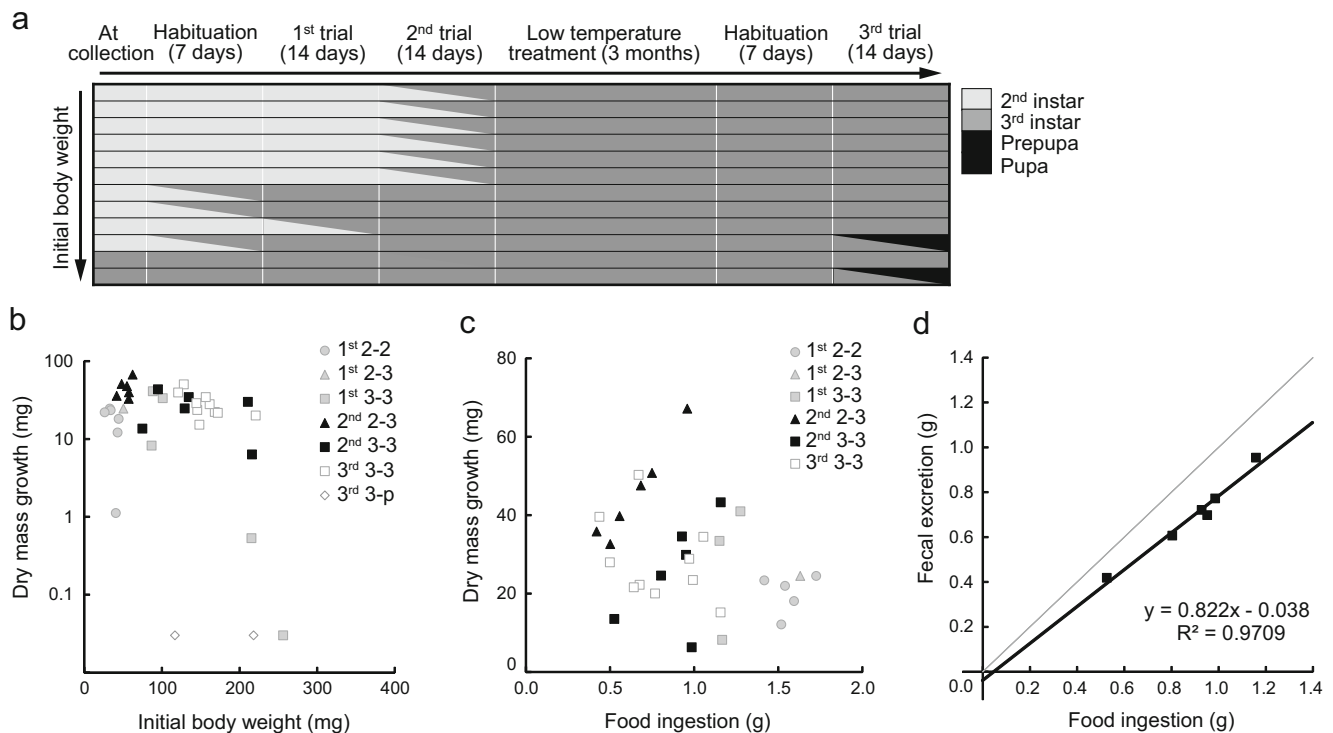 a
At collection
Habituation (7 days)
1st trial (14 days)
2nd trial (14 days)
Low temperature treatment (3 months)
Habituation (7 days)
3rd trial (14 days)
Initial body weight
2nd instar
3rd instar
Prepupa
Pupa
b
Dry mass growth (mg)
100
10
1
0.1
0
100
200
300
400
Initial body weight (mg)
1st 2-2
1st 2-3
1st 3-3
2nd 2-3
2nd 3-3
3rd 3-3
3rd 3-p
c
Dry mass growth (mg)
80
60
40
20
0
0.0
0.5
1.0
1.5
2.0
Food ingestion (g)
1st 2-2
1st 2-3
1st 3-3
2nd 2-3
2nd 3-3
3rd 3-3
d
Fecal excretion (g)
1.4
1.2
1.0
0.8
0.6
0.4
0.2
0.0
0.2
0.4
0.6
0.8
1.0
1.2
1.4
Food ingestion (g)
y = 0.822x - 0.038
R² = 0.9709